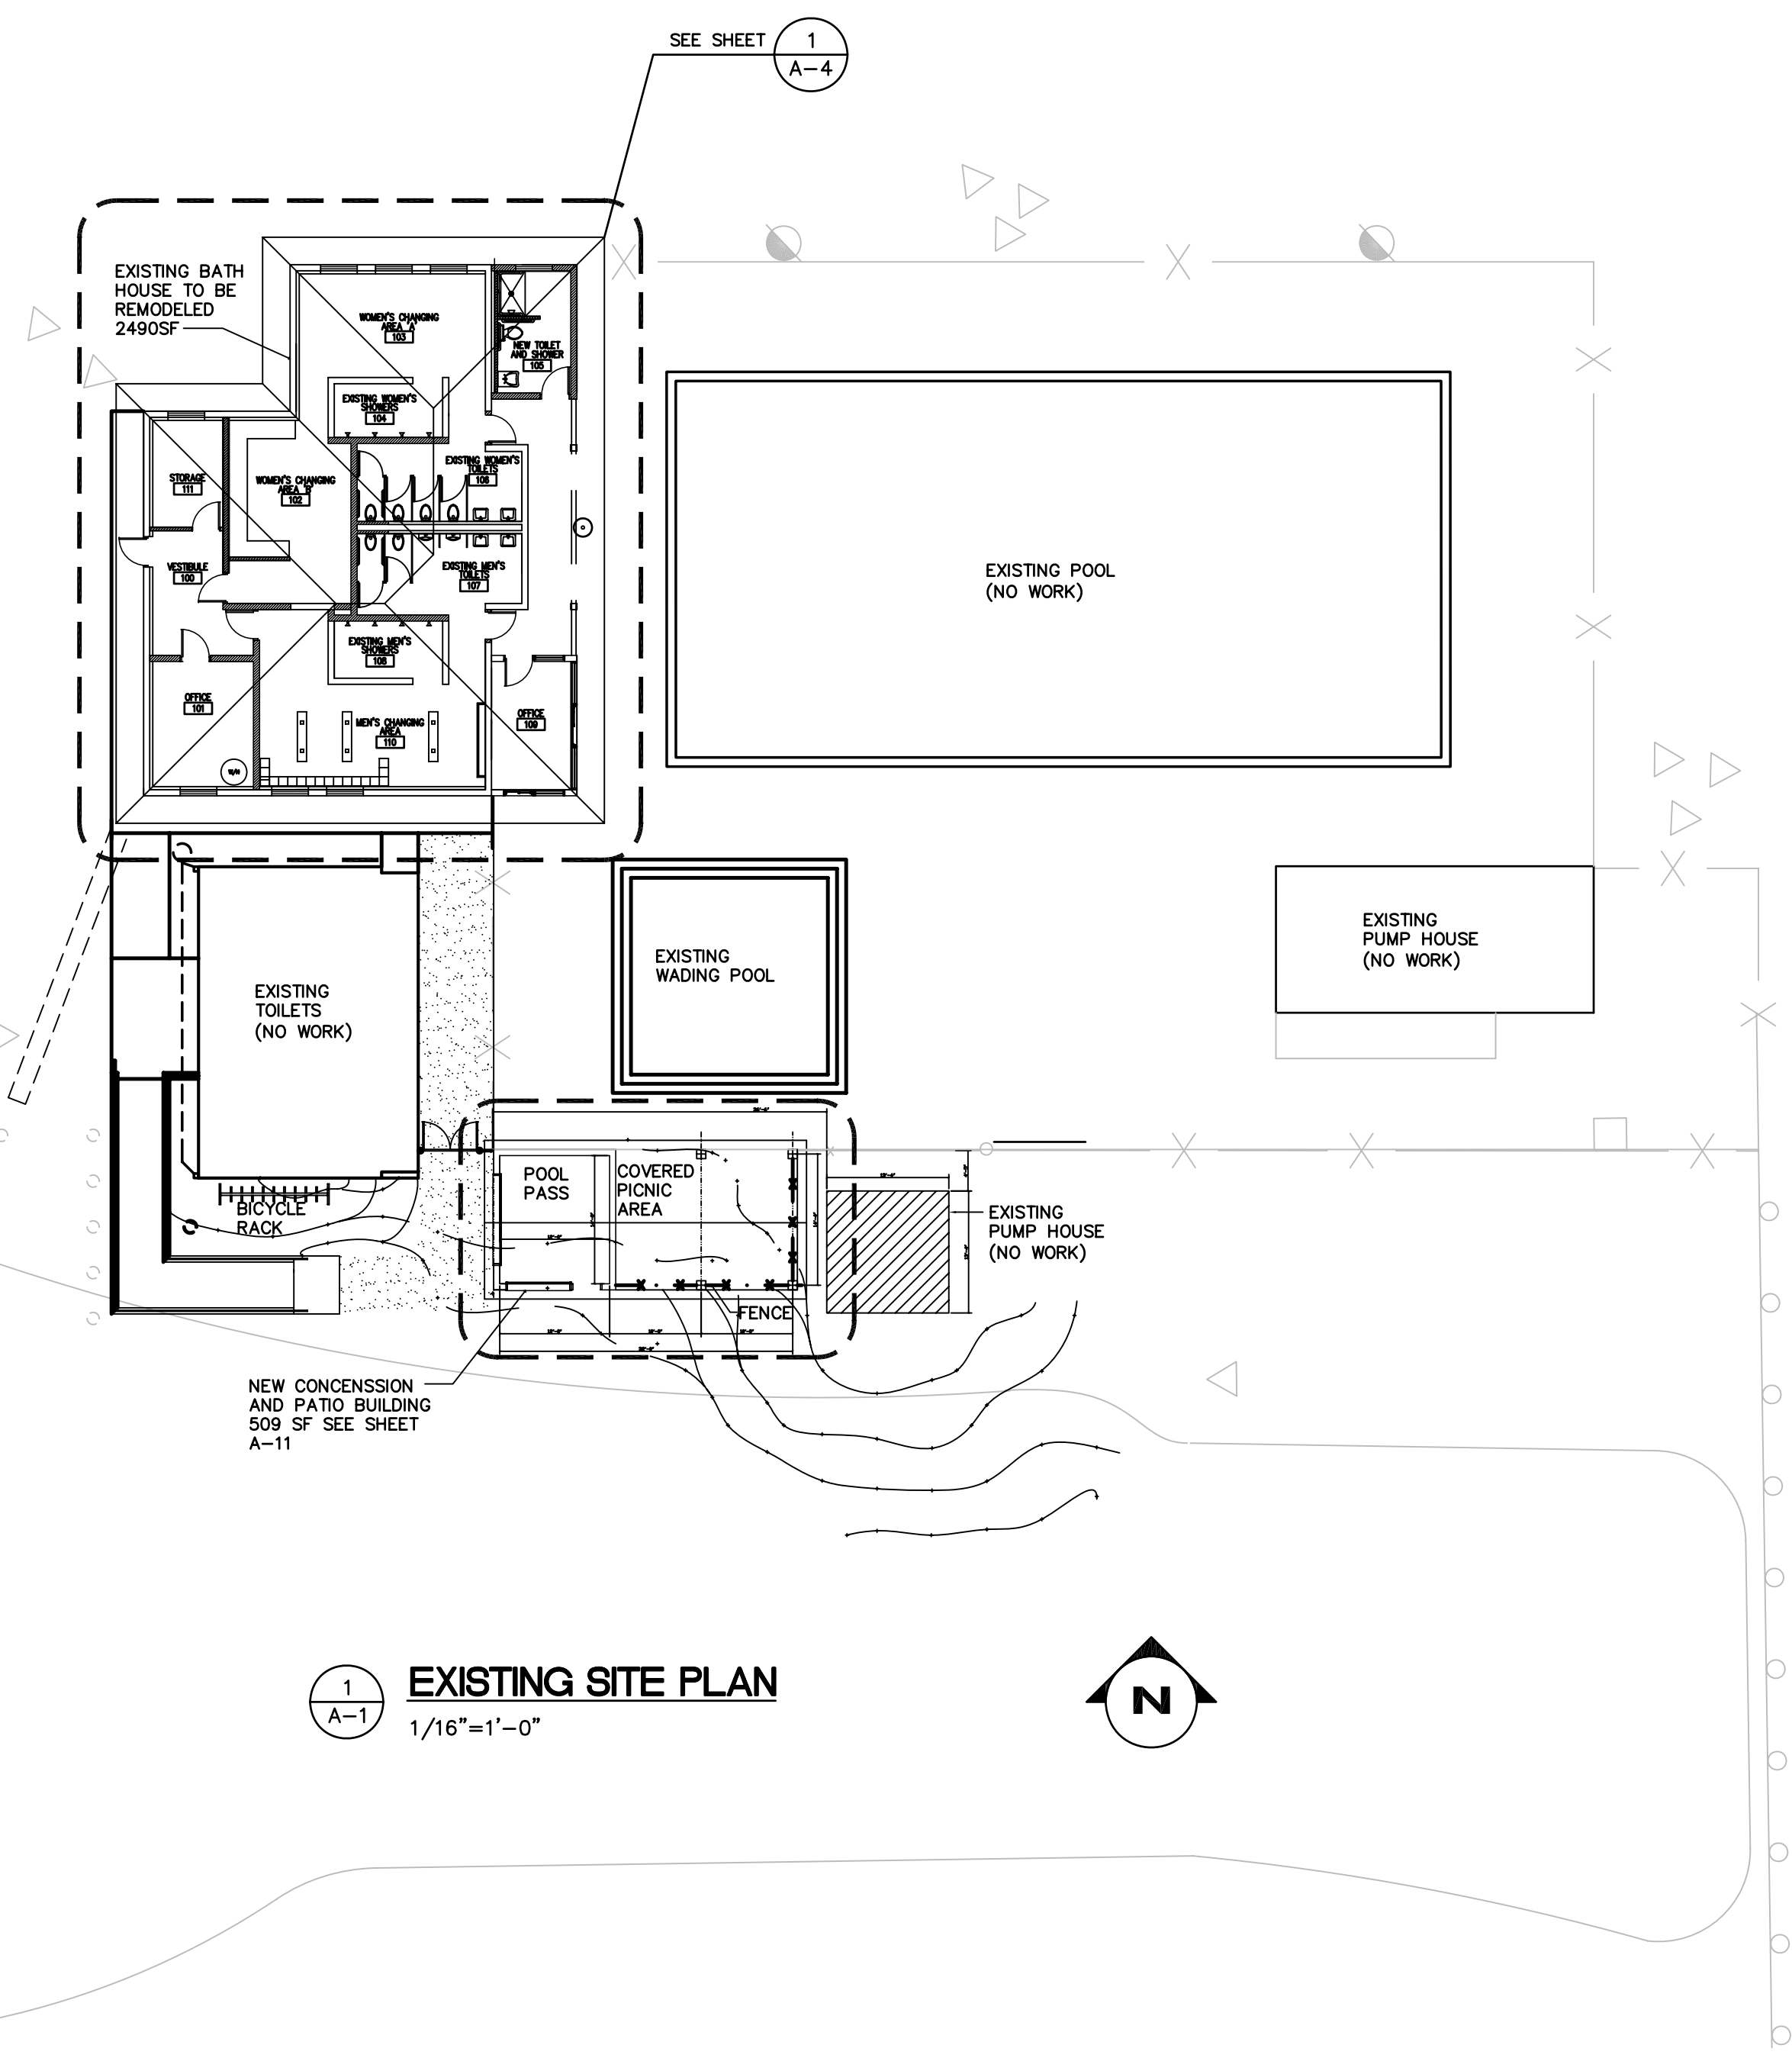 SEE SHEET
1
A-4
EXISTING BATH
HOUSE TO BE
REMODELED
2490SF
WOMEN'S CHANGING
AREA 'A'
103
NEW TOILET
AND SHOWER
105
EXISTING WOMEN'S
SHOWERS
104
STORAGE
111
WOMEN'S CHANGING
AREA 'B'
102
EXISTING WOMEN'S
TOILETS
106
VESTIBULE
100
EXISTING MEN'S
TOILETS
107
EXISTING MEN'S
SHOWERS
108
OFFICE
101
MEN'S CHANGING
AREA
110
OFFICE
109
EXISTING POOL
(NO WORK)
EXISTING
TOILETS
(NO WORK)
EXISTING
WADING POOL
EXISTING
PUMP HOUSE
(NO WORK)
POOL
PASS
COVERED
PICNIC
AREA
BICYCLE
RACK
EXISTING
PUMP HOUSE
(NO WORK)
FENCE
NEW CONCENSSION
AND PATIO BUILDING
509 SF SEE SHEET
A-11
1
A-1
EXISTING SITE PLAN
1/16"=1'-0"
N